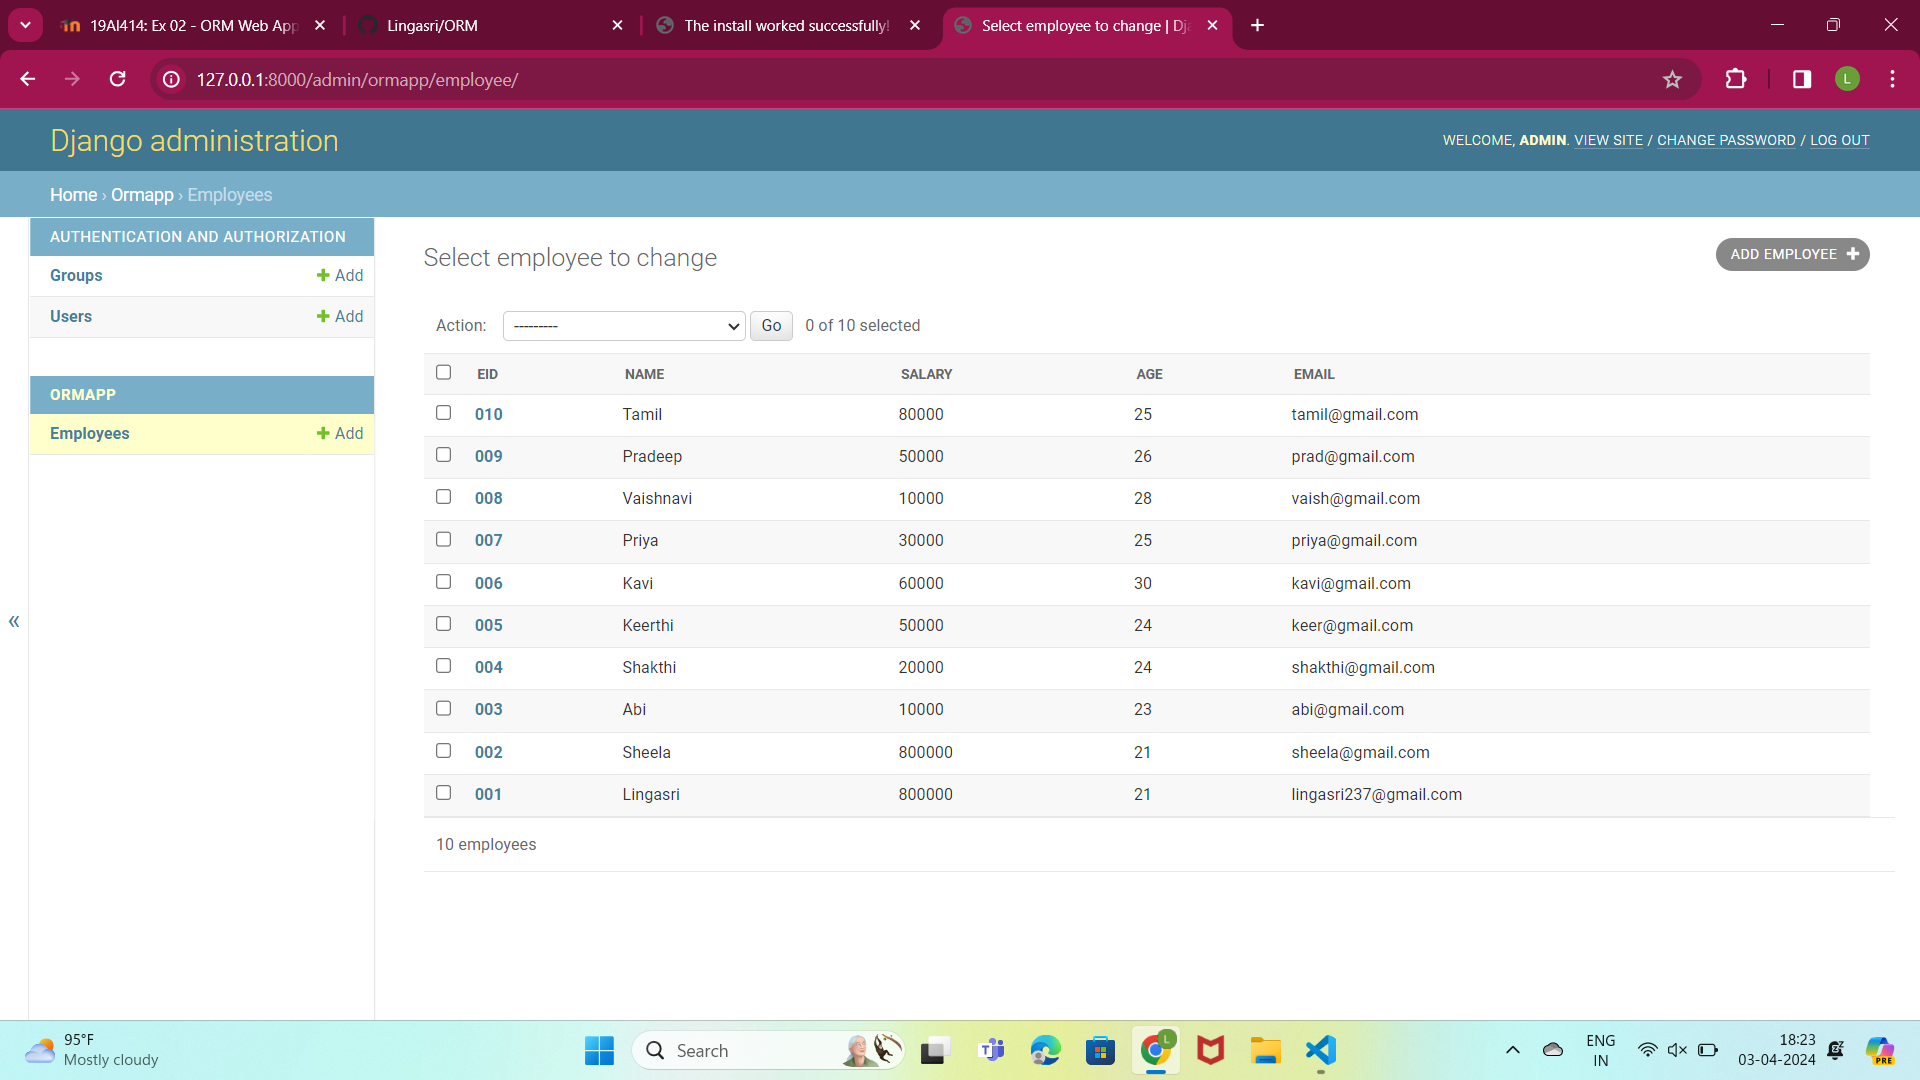 19AI414: Ex 02 - ORM Web App
Lingasri/ORM
The install worked successfully!
Select employee to change | Dj
127.0.0.1:8000/admin/ormapp/employee/
L
Django administration
WELCOME, ADMIN. VIEW SITE / CHANGE PASSWORD / LOG OUT
Home › Ormapp › Employees
AUTHENTICATION AND AUTHORIZATION
Groups + Add
Users + Add
ORMAPP
Employees + Add
«
Select employee to change
ADD EMPLOYEE +
Action: --------- Go 0 of 10 selected
EID NAME SALARY AGE EMAIL
010 Tamil 80000 25 tamil@gmail.com
009 Pradeep 50000 26 prad@gmail.com
008 Vaishnavi 10000 28 vaish@gmail.com
007 Priya 30000 25 priya@gmail.com
006 Kavi 60000 30 kavi@gmail.com
005 Keerthi 50000 24 keer@gmail.com
004 Shakthi 20000 24 shakthi@gmail.com
003 Abi 10000 23 abi@gmail.com
002 Sheela 800000 21 sheela@gmail.com
001 Lingasri 800000 21 lingasri237@gmail.com
10 employees
95°F
Mostly cloudy
Search
L
ENG
IN
18:23
03-04-2024
PRE